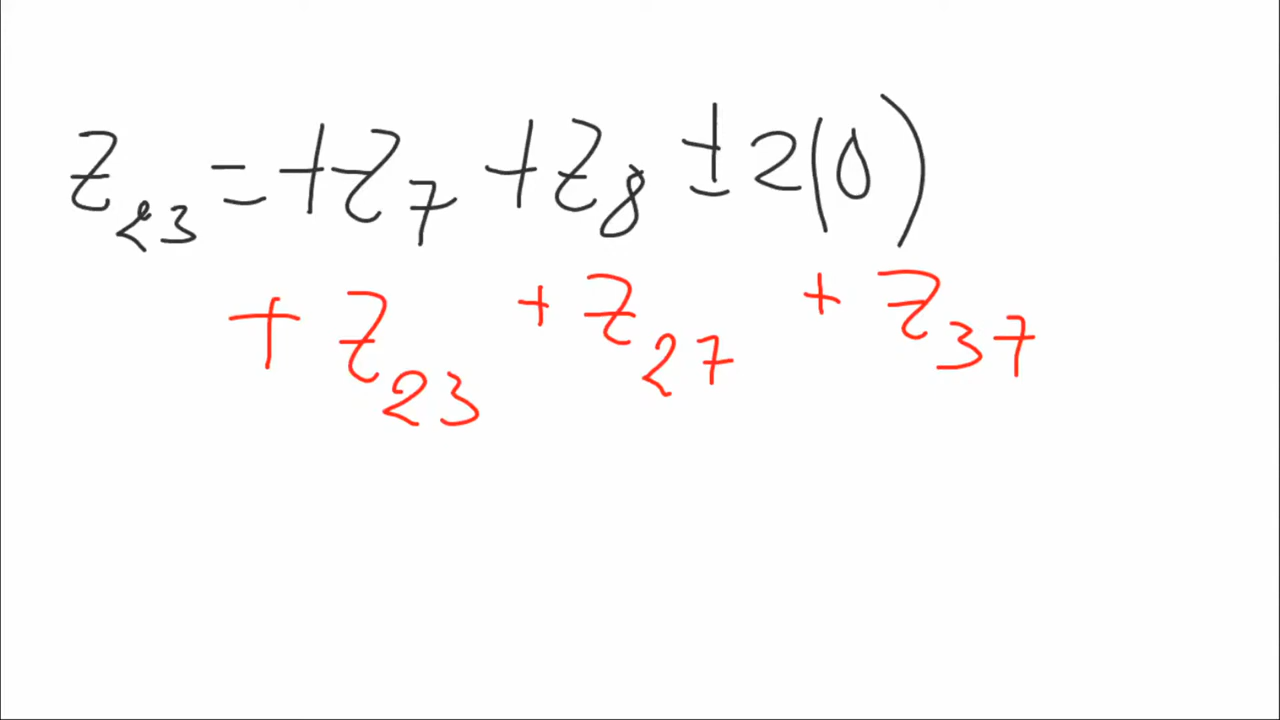 z₂₃ = +z₇ +z₈ ± 2(0)
+ z₂₃ + z₂₇ + z₃₇